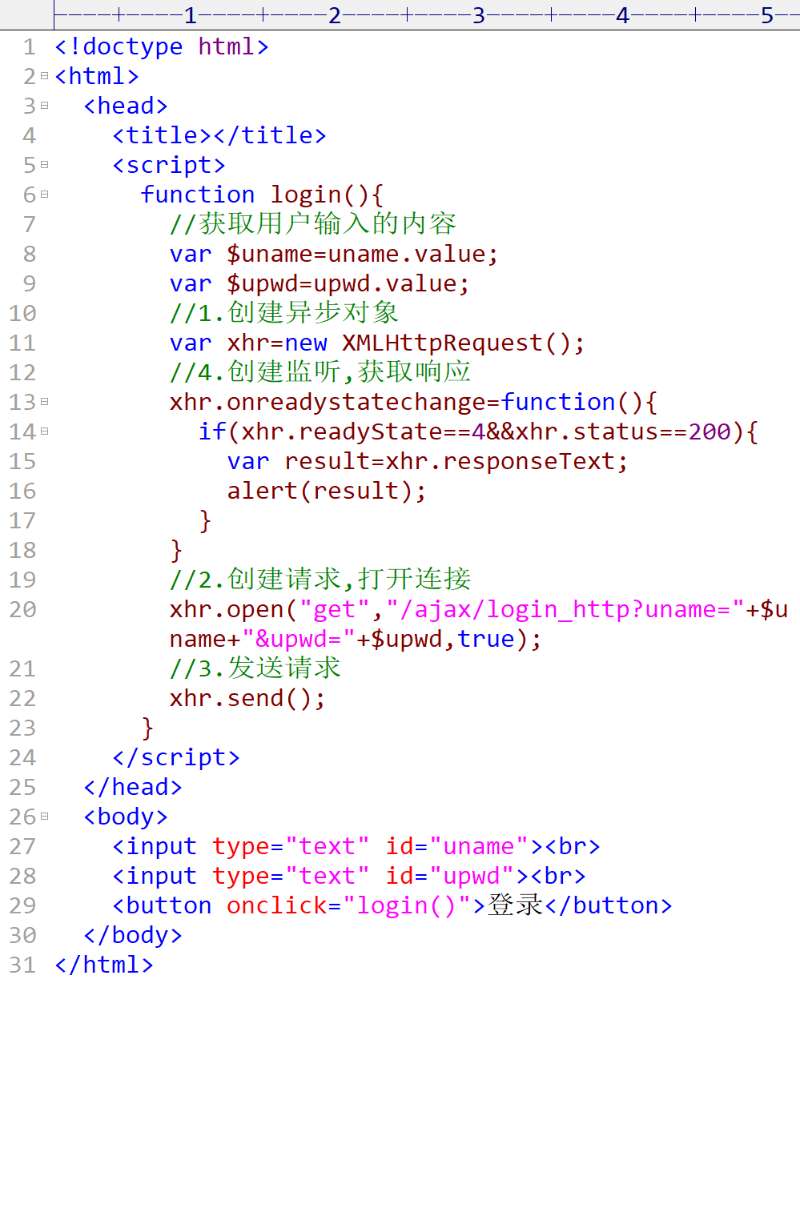 ----+----1----+----2----+----3----+----4----+----5--
1 <!doctype html>
2 <html>
3   <head>
4     <title></title>
5     <script>
6       function login(){
7         //获取用户输入的内容
8         var $uname=uname.value;
9         var $upwd=upwd.value;
10         //1.创建异步对象
11         var xhr=new XMLHttpRequest();
12         //4.创建监听,获取响应
13         xhr.onreadystatechange=function(){
14           if(xhr.readyState==4&&xhr.status==200){
15             var result=xhr.responseText;
16             alert(result);
17           }
18         }
19         //2.创建请求,打开连接
20         xhr.open("get","/ajax/login_http?uname="+$u
name+"&upwd="+$upwd,true);
21         //3.发送请求
22         xhr.send();
23       }
24     </script>
25   </head>
26   <body>
27     <input type="text" id="uname"><br>
28     <input type="text" id="upwd"><br>
29     <button onclick="login()">登录</button>
30   </body>
31 </html>